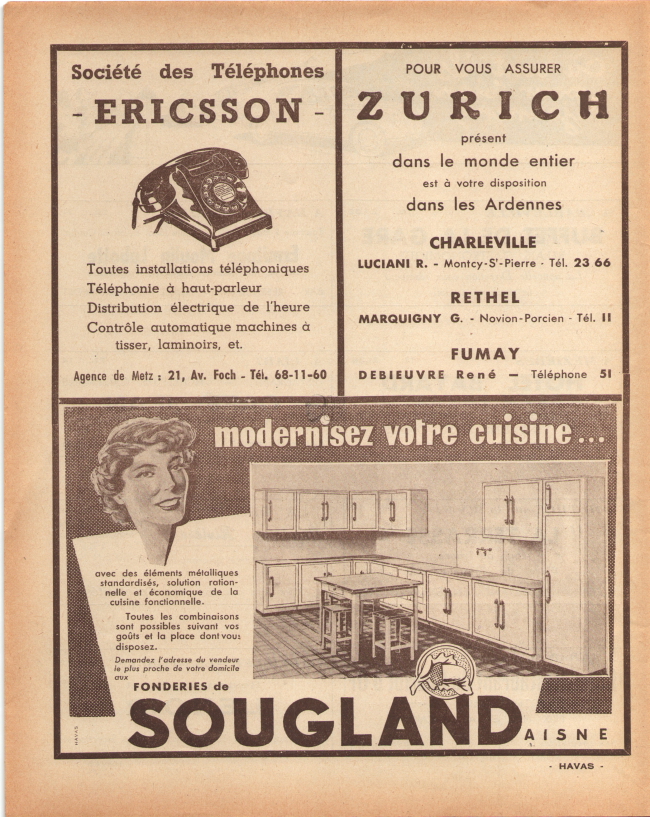 Société des Téléphones
- ERICSSON -
Toutes installations téléphoniques
Téléphonie à haut-parleur
Distribution électrique de l'heure
Contrôle automatique machines à
tisser, laminoirs, et.
Agence de Metz : 21, Av. Foch - Tél. 68-11-60
POUR VOUS ASSURER
ZURICH
présent
dans le monde entier
est à votre disposition
dans les Ardennes
CHARLEVILLE
LUCIANI R. - Montcy-St-Pierre - Tél. 23 66
RETHEL
MARQUIGNY G. - Novion-Porcien - Tél. 11
FUMAY
DEBIEUVRE René — Téléphone 51
modernisez votre cuisine...
avec des éléments métalliques
standardisés, solution ration-
nelle et économique de la
cuisine fonctionnelle.
Toutes les combinaisons
sont possibles suivant vos
goûts et la place dont vous
disposez.
Demandez l'adresse du vendeur
le plus proche de votre domicile
aux
FONDERIES de
SOUGLAND
AISNE
HAVAS
- HAVAS -